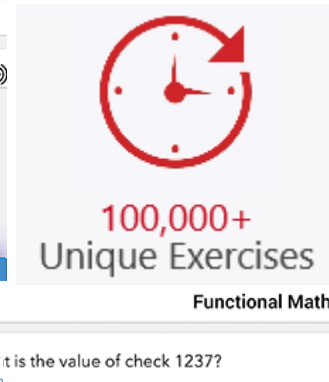 100,000+
Unique Exercises
Functional Math
t is the value of check 1237?